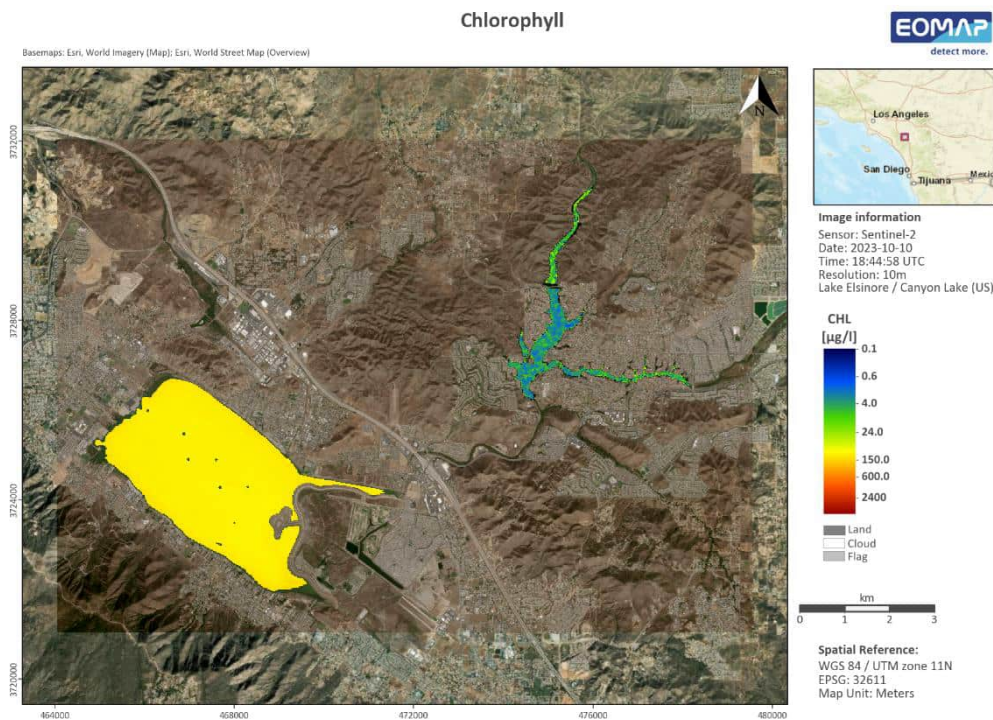 Chlorophyll
EOMAP
detect more.
Basemaps: Esri, World Imagery (Map); Esri, World Street Map (Overview)
N
3732000
3728000
3724000
3720000
464000
468000
472000
476000
480000
Los Angeles
San Diego
Tijuana
Mexic
Image information
Sensor: Sentinel-2
Date: 2023-10-10
Time: 18:44:58 UTC
Resolution: 10m
Lake Elsinore / Canyon Lake (US)
CHL
[µg/l]
0.1
0.6
4.0
24.0
150.0
600.0
2400
Land
Cloud
Flag
km
0 1 2 3
Spatial Reference:
WGS 84 / UTM zone 11N
EPSG: 32611
Map Unit: Meters